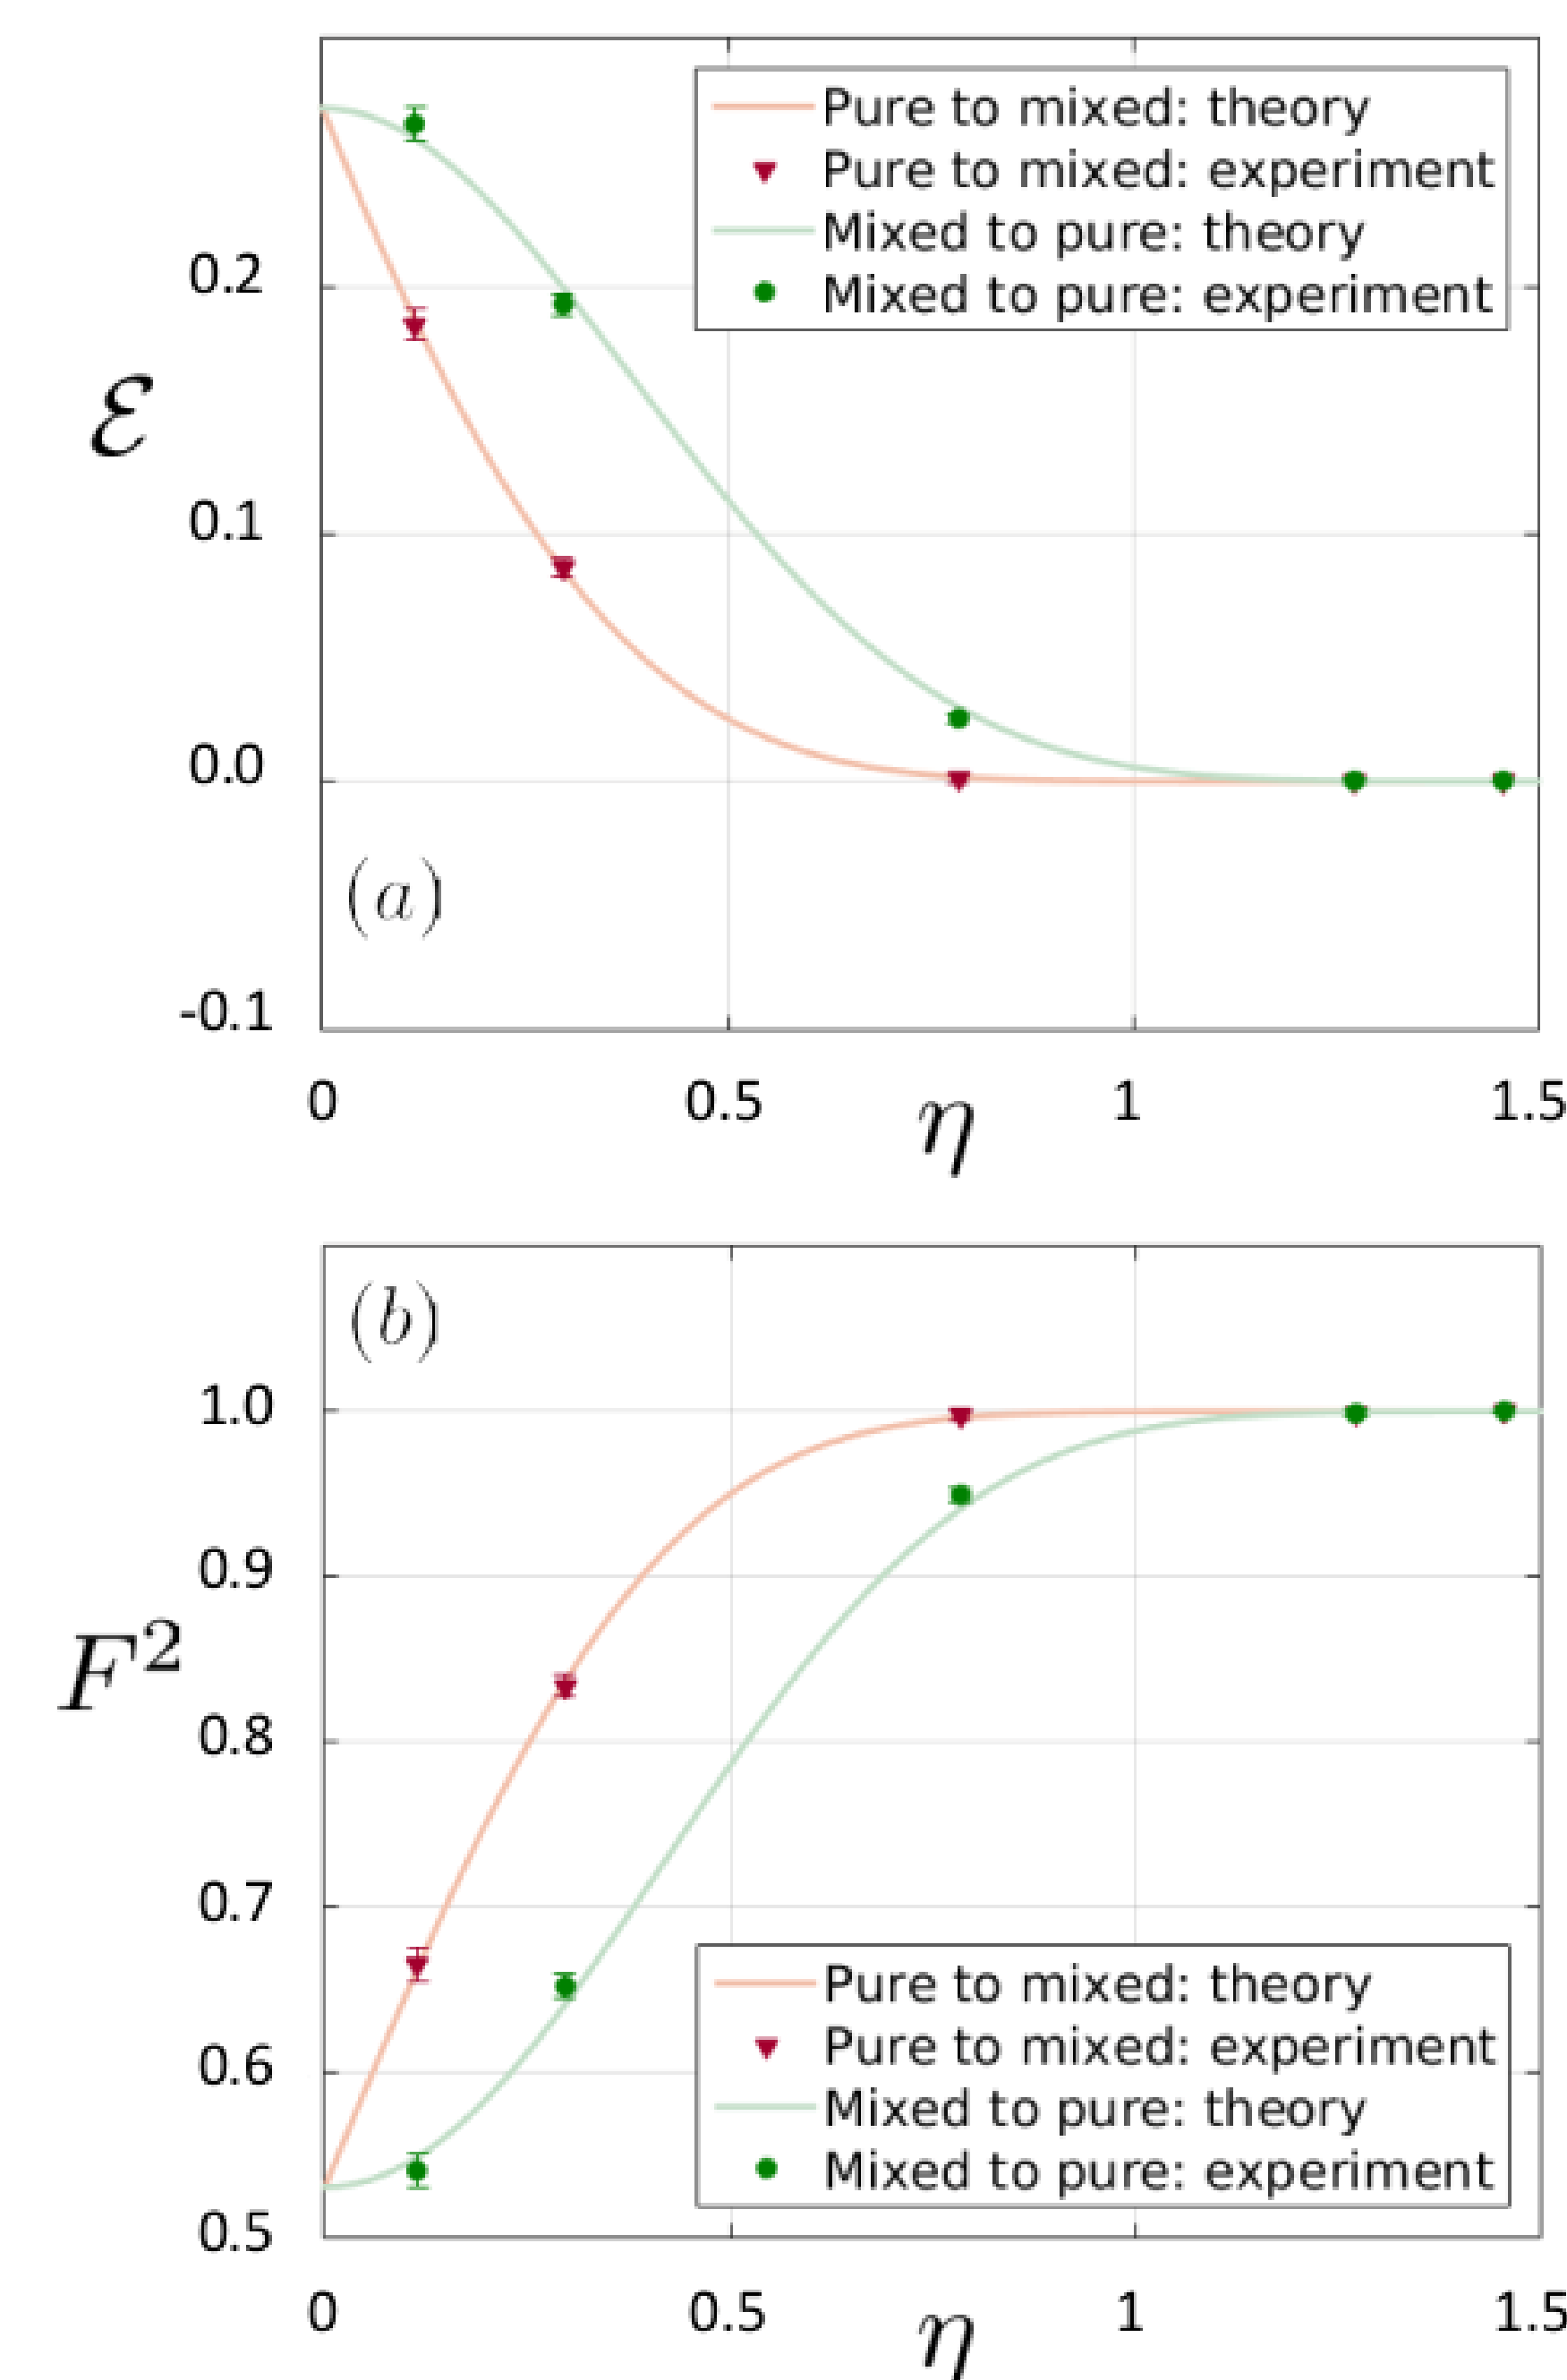 Pure to mixed: theory
Pure to mixed: experiment
Mixed to pure: theory
Mixed to pure: experiment
0.2
ℰ
0.1
0.0
(a)
-0.1
0 0.5 η 1 1.5
(b)
1.0
0.9
F²
0.8
0.7
Pure to mixed: theory
Pure to mixed: experiment
0.6
Mixed to pure: theory
Mixed to pure: experiment
0.5
0 0.5 η 1 1.5